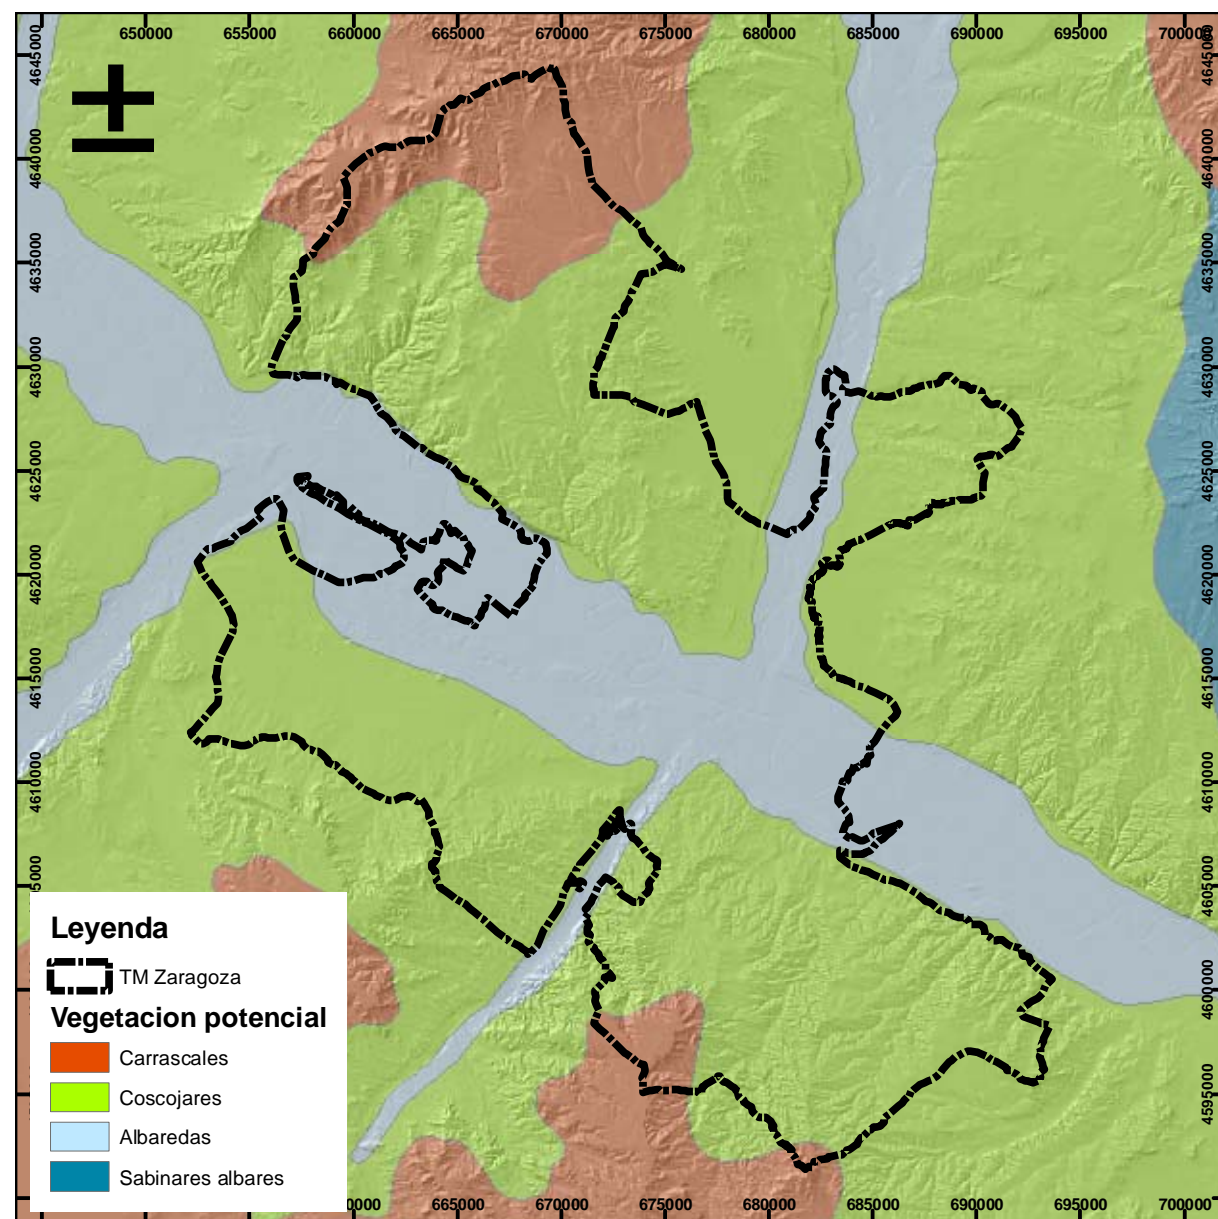 650000 655000 660000 665000 670000 675000 680000 685000 690000 695000 700000
4645000 4645000
4640000 4640000
4635000 4635000
4630000 4630000
4625000 4625000
4620000 4620000
4615000 4615000
4610000 4610000
4605000
4600000
4595000
Leyenda
TM Zaragoza
Vegetacion potencial
Carrascales
Coscojares
Albaredas
Sabinares albares
665000 670000 675000 680000 685000 690000 695000 700000